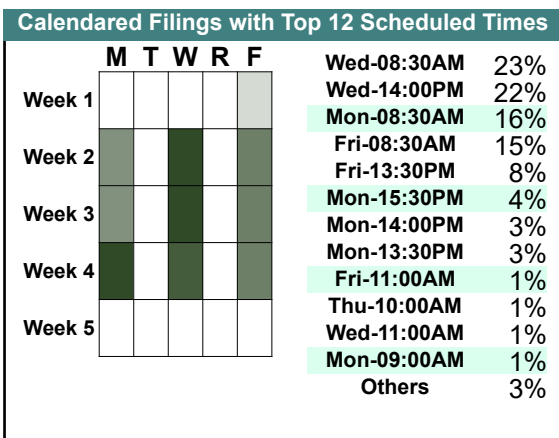 Calendared Filings with Top 12 Scheduled Times
M T W R F
Week 1
Week 2
Week 3
Week 4
Week 5
Wed-08:30AM 23%
Wed-14:00PM 22%
Mon-08:30AM 16%
Fri-08:30AM 15%
Fri-13:30PM 8%
Mon-15:30PM 4%
Mon-14:00PM 3%
Mon-13:30PM 3%
Fri-11:00AM 1%
Thu-10:00AM 1%
Wed-11:00AM 1%
Mon-09:00AM 1%
Others 3%